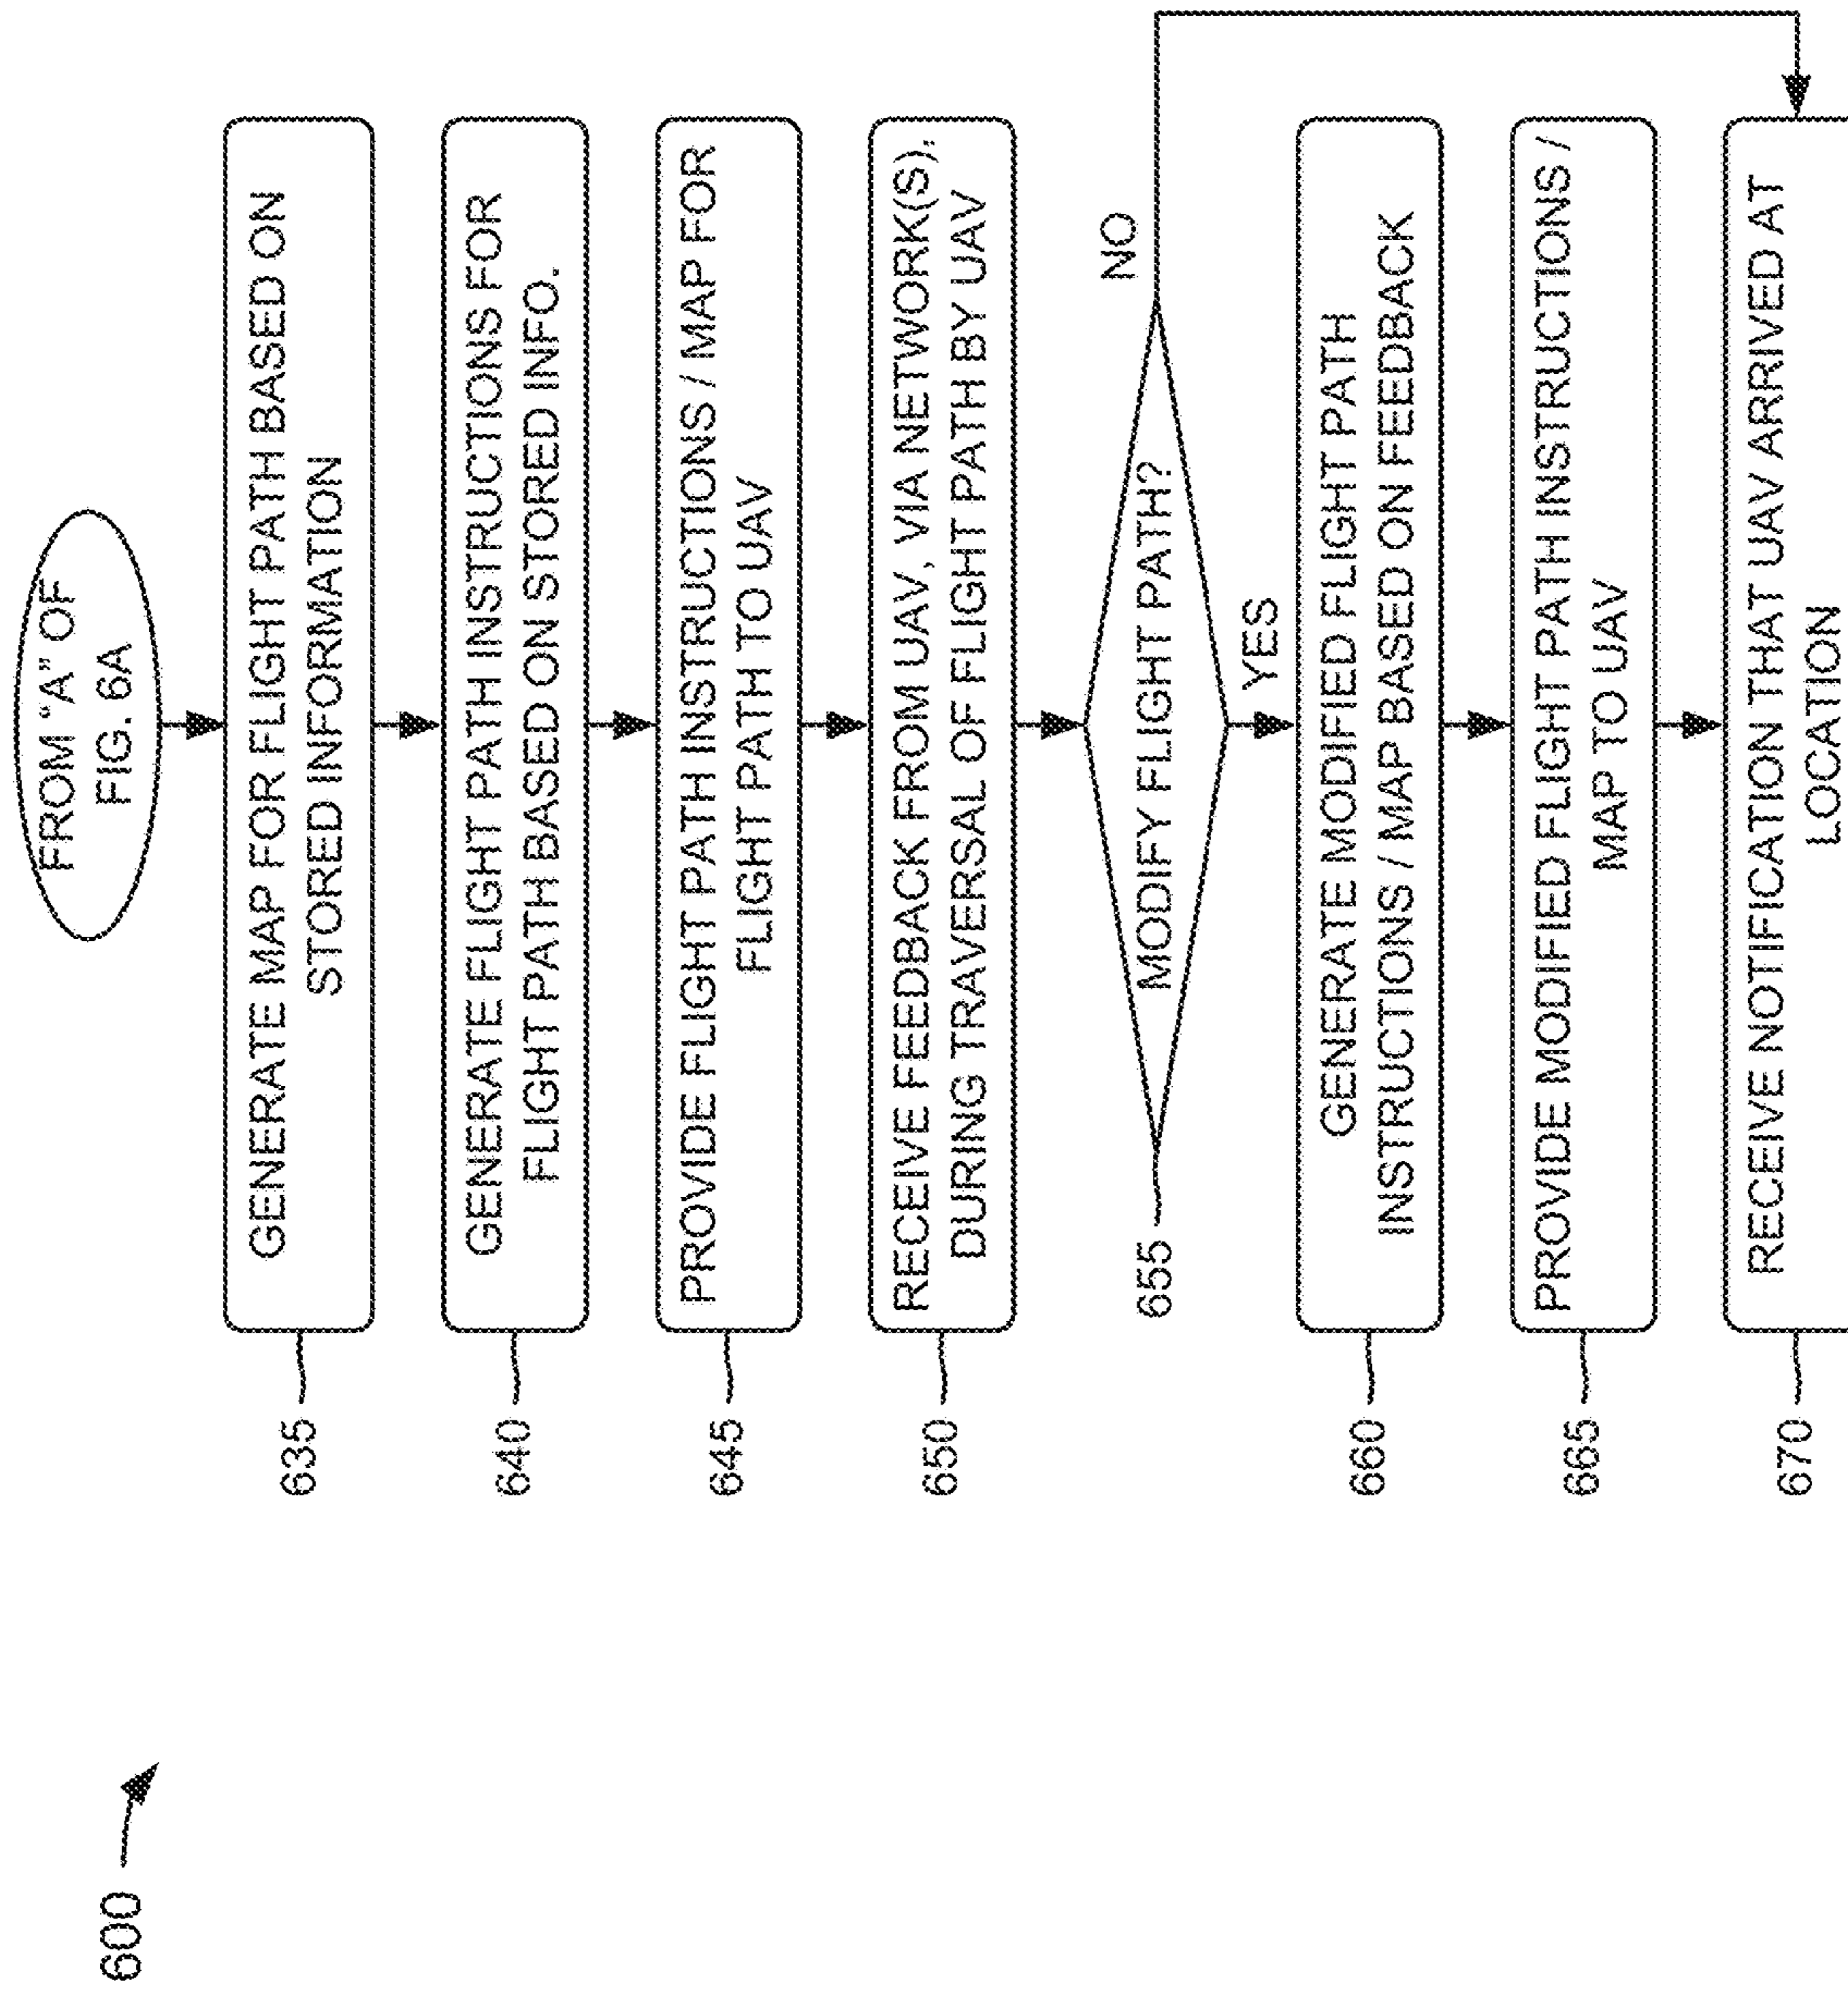 600
FROM "A" OF
FIG. 6A
635
GENERATE MAP FOR FLIGHT PATH BASED ON
STORED INFORMATION
640
GENERATE FLIGHT PATH INSTRUCTIONS FOR
FLIGHT PATH BASED ON STORED INFO.
645
PROVIDE FLIGHT PATH INSTRUCTIONS / MAP FOR
FLIGHT PATH TO UAV
650
RECEIVE FEEDBACK FROM UAV, VIA NETWORK(S),
DURING TRAVERSAL OF FLIGHT PATH BY UAV
655
MODIFY FLIGHT PATH?
NO
YES
660
GENERATE MODIFIED FLIGHT PATH
INSTRUCTIONS / MAP BASED ON FEEDBACK
665
PROVIDE MODIFIED FLIGHT PATH INSTRUCTIONS /
MAP TO UAV
670
RECEIVE NOTIFICATION THAT UAV ARRIVED AT
LOCATION